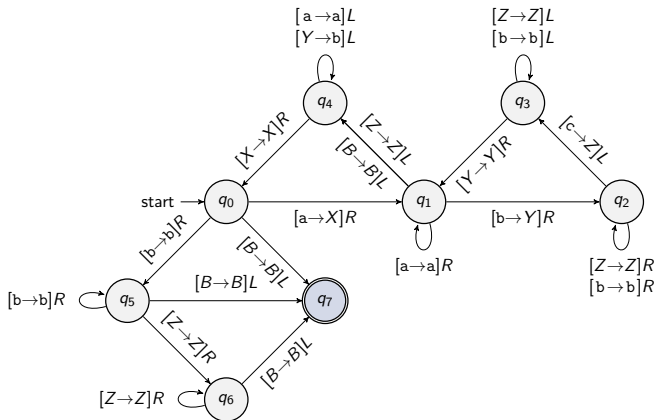 [a→a]L
[Y→b]L
[Z→Z]L
[b→b]L
q4
q3
[X→X]R
[Z→Z]L
[B→B]L
[Y→Y]R
[c→Z]L
start
q0
[a→X]R
q1
[b→Y]R
q2
[b→b]R
[B→B]L
[a→a]R
[Z→Z]R
[b→b]R
[b→b]R
q5
[B→B]L
q7
[Z→Z]R
[B→B]L
[Z→Z]R
q6